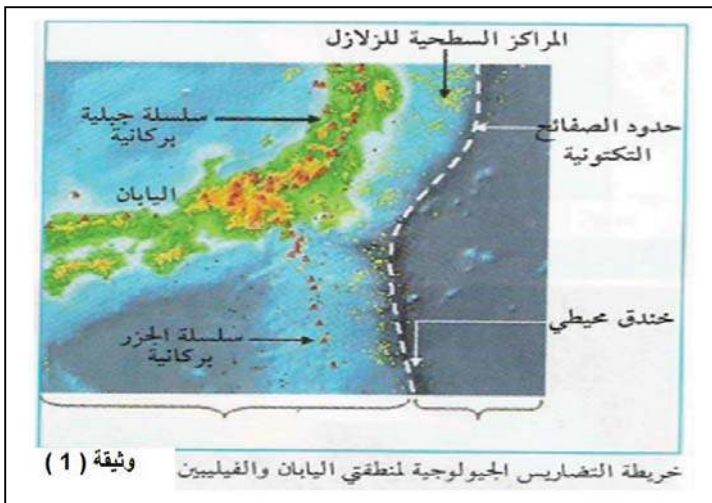 المراكز السطحية للزلازل
سلسلة جبلية
بركانية
حدود الصفائح
التكتونية
اليابان
خندق محيطي
سلسلة الجزر
بركانية
خريطة التضاريس الجيولوجية لمنطقتي اليابان والفيليبين
وثيقة ( 1 )